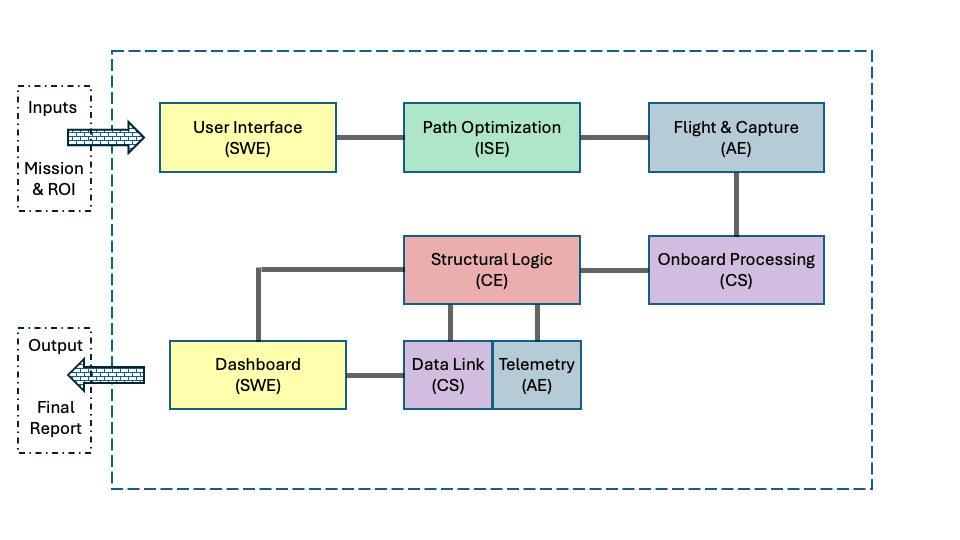 Inputs
Mission
& ROI
User Interface
(SWE)
Path Optimization
(ISE)
Flight & Capture
(AE)
Structural Logic
(CE)
Onboard Processing
(CS)
Output
Final
Report
Dashboard
(SWE)
Data Link
(CS)
Telemetry
(AE)